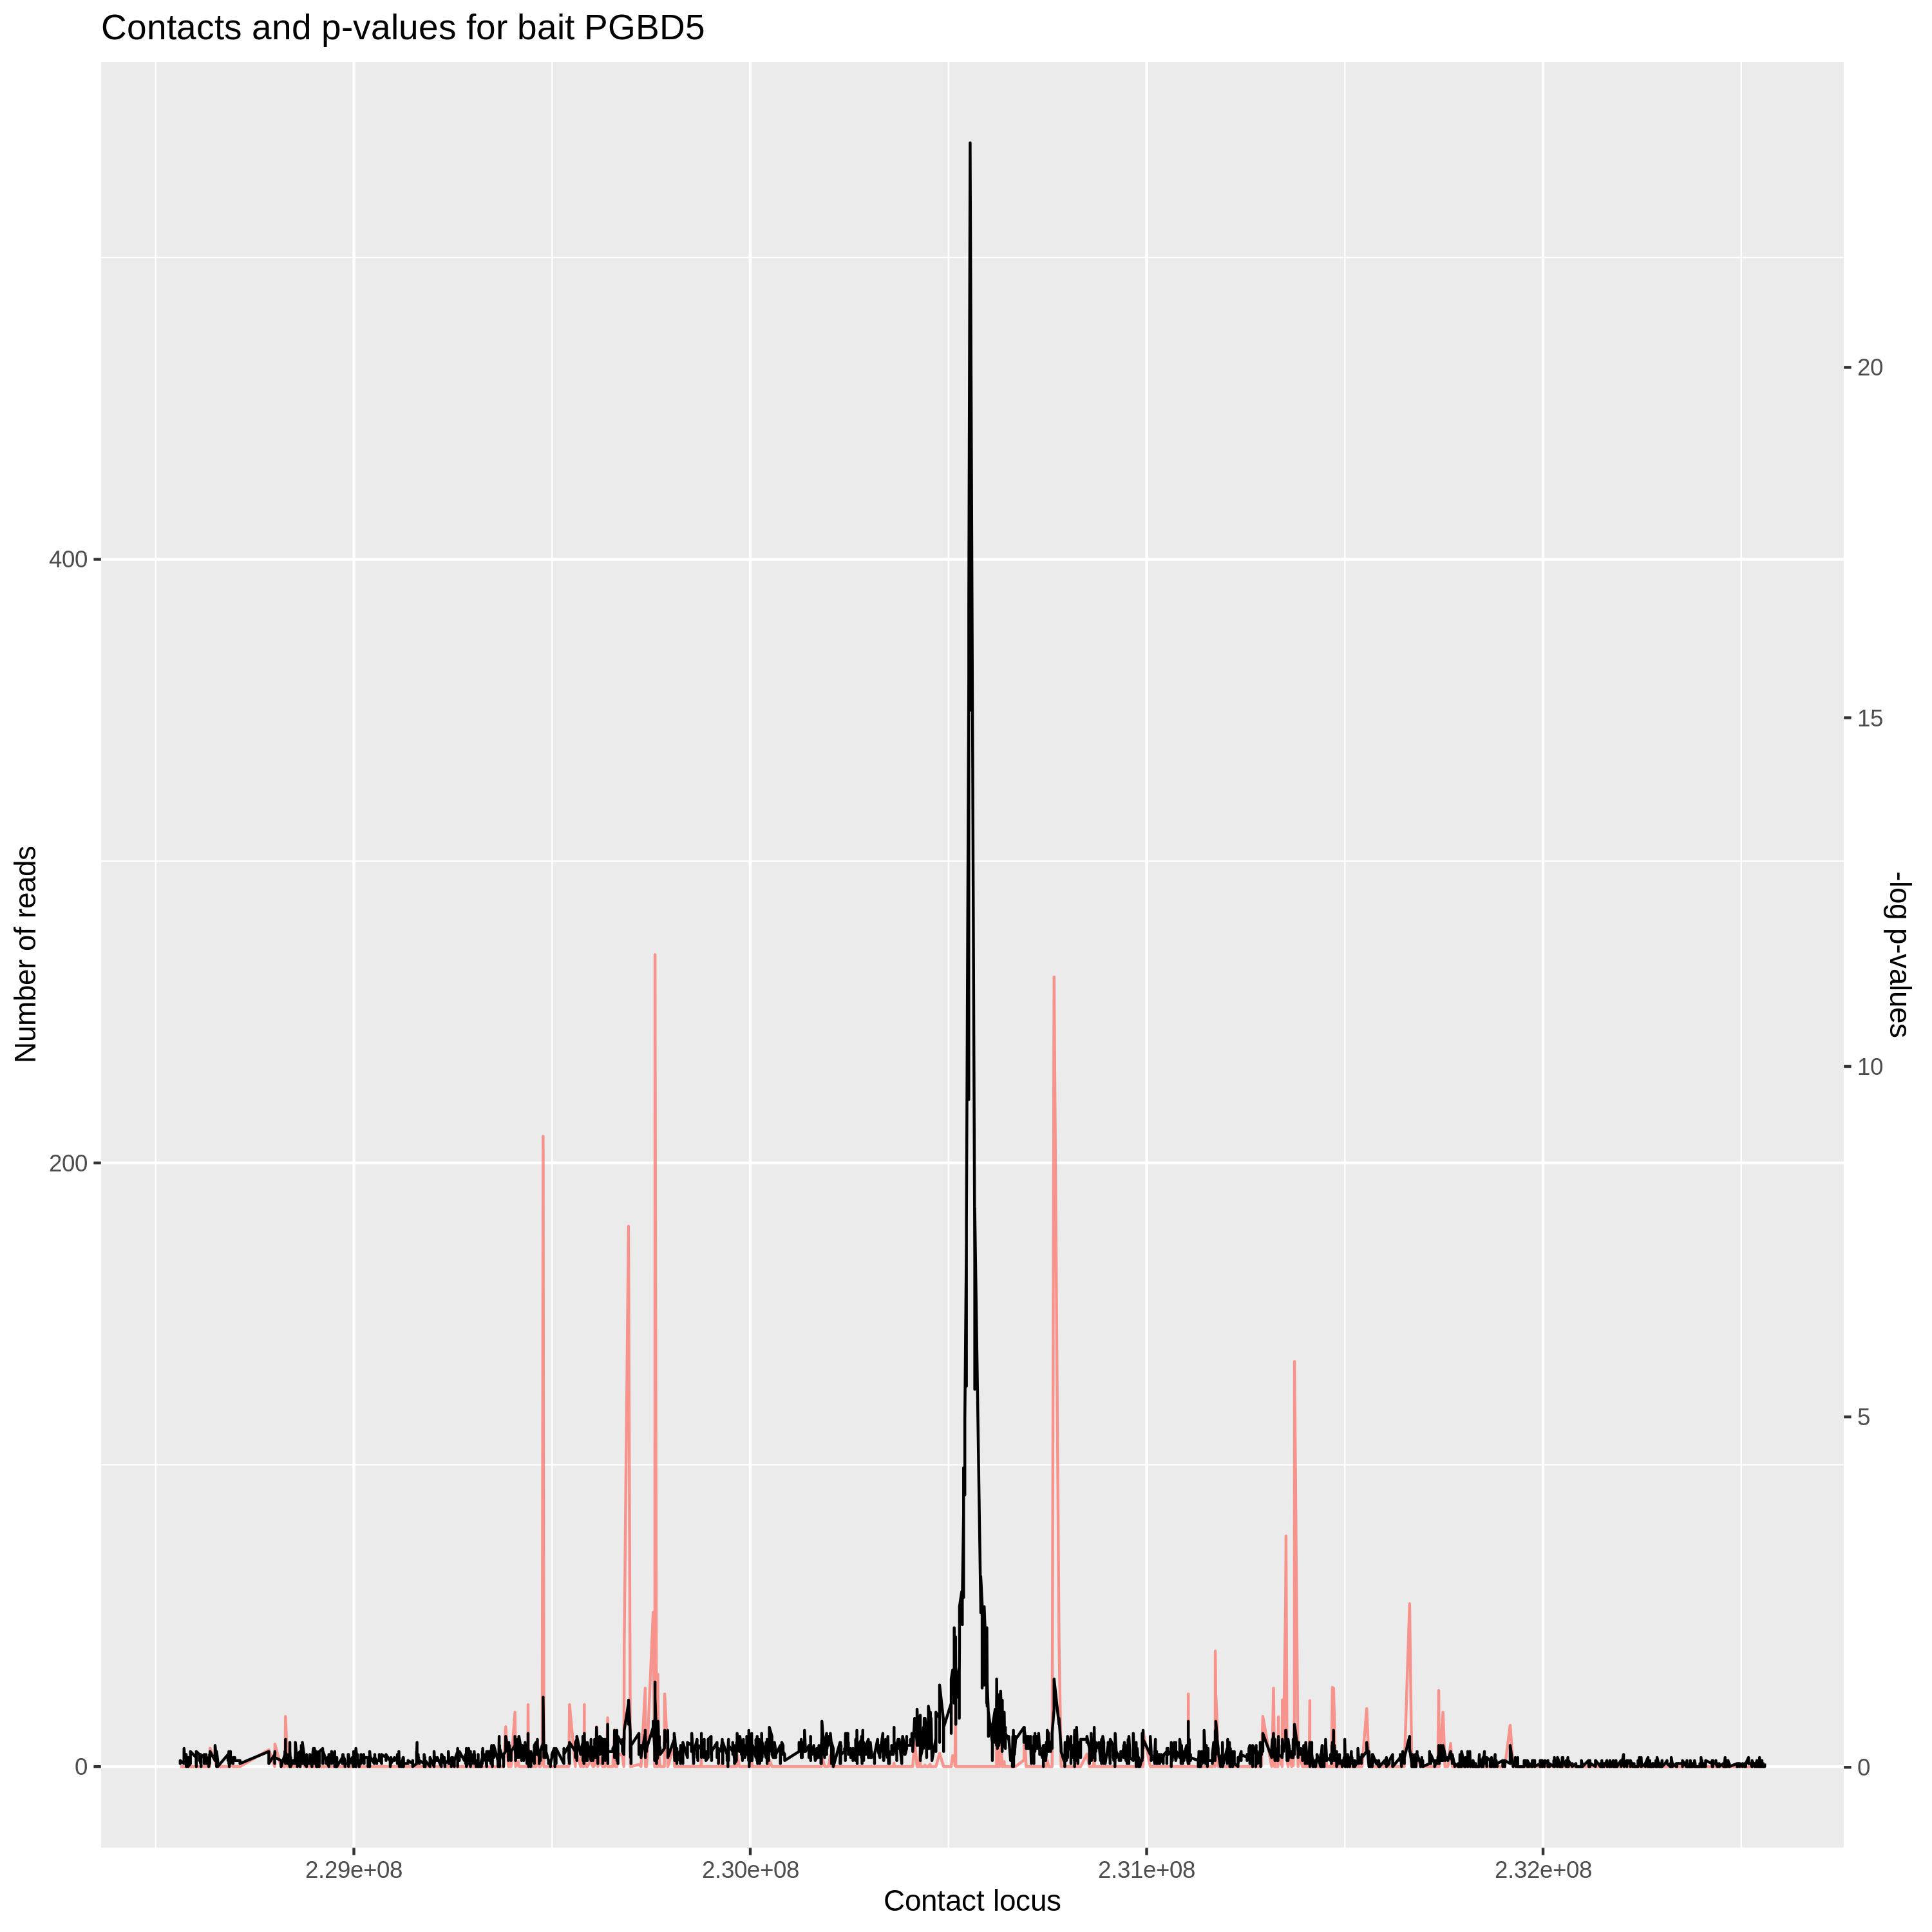 Contacts and p-values for bait PGBD5
Number of reads
400
200
0
20
15
10
5
0
-log p-values
2.29e+08
2.30e+08
2.31e+08
2.32e+08
Contact locus